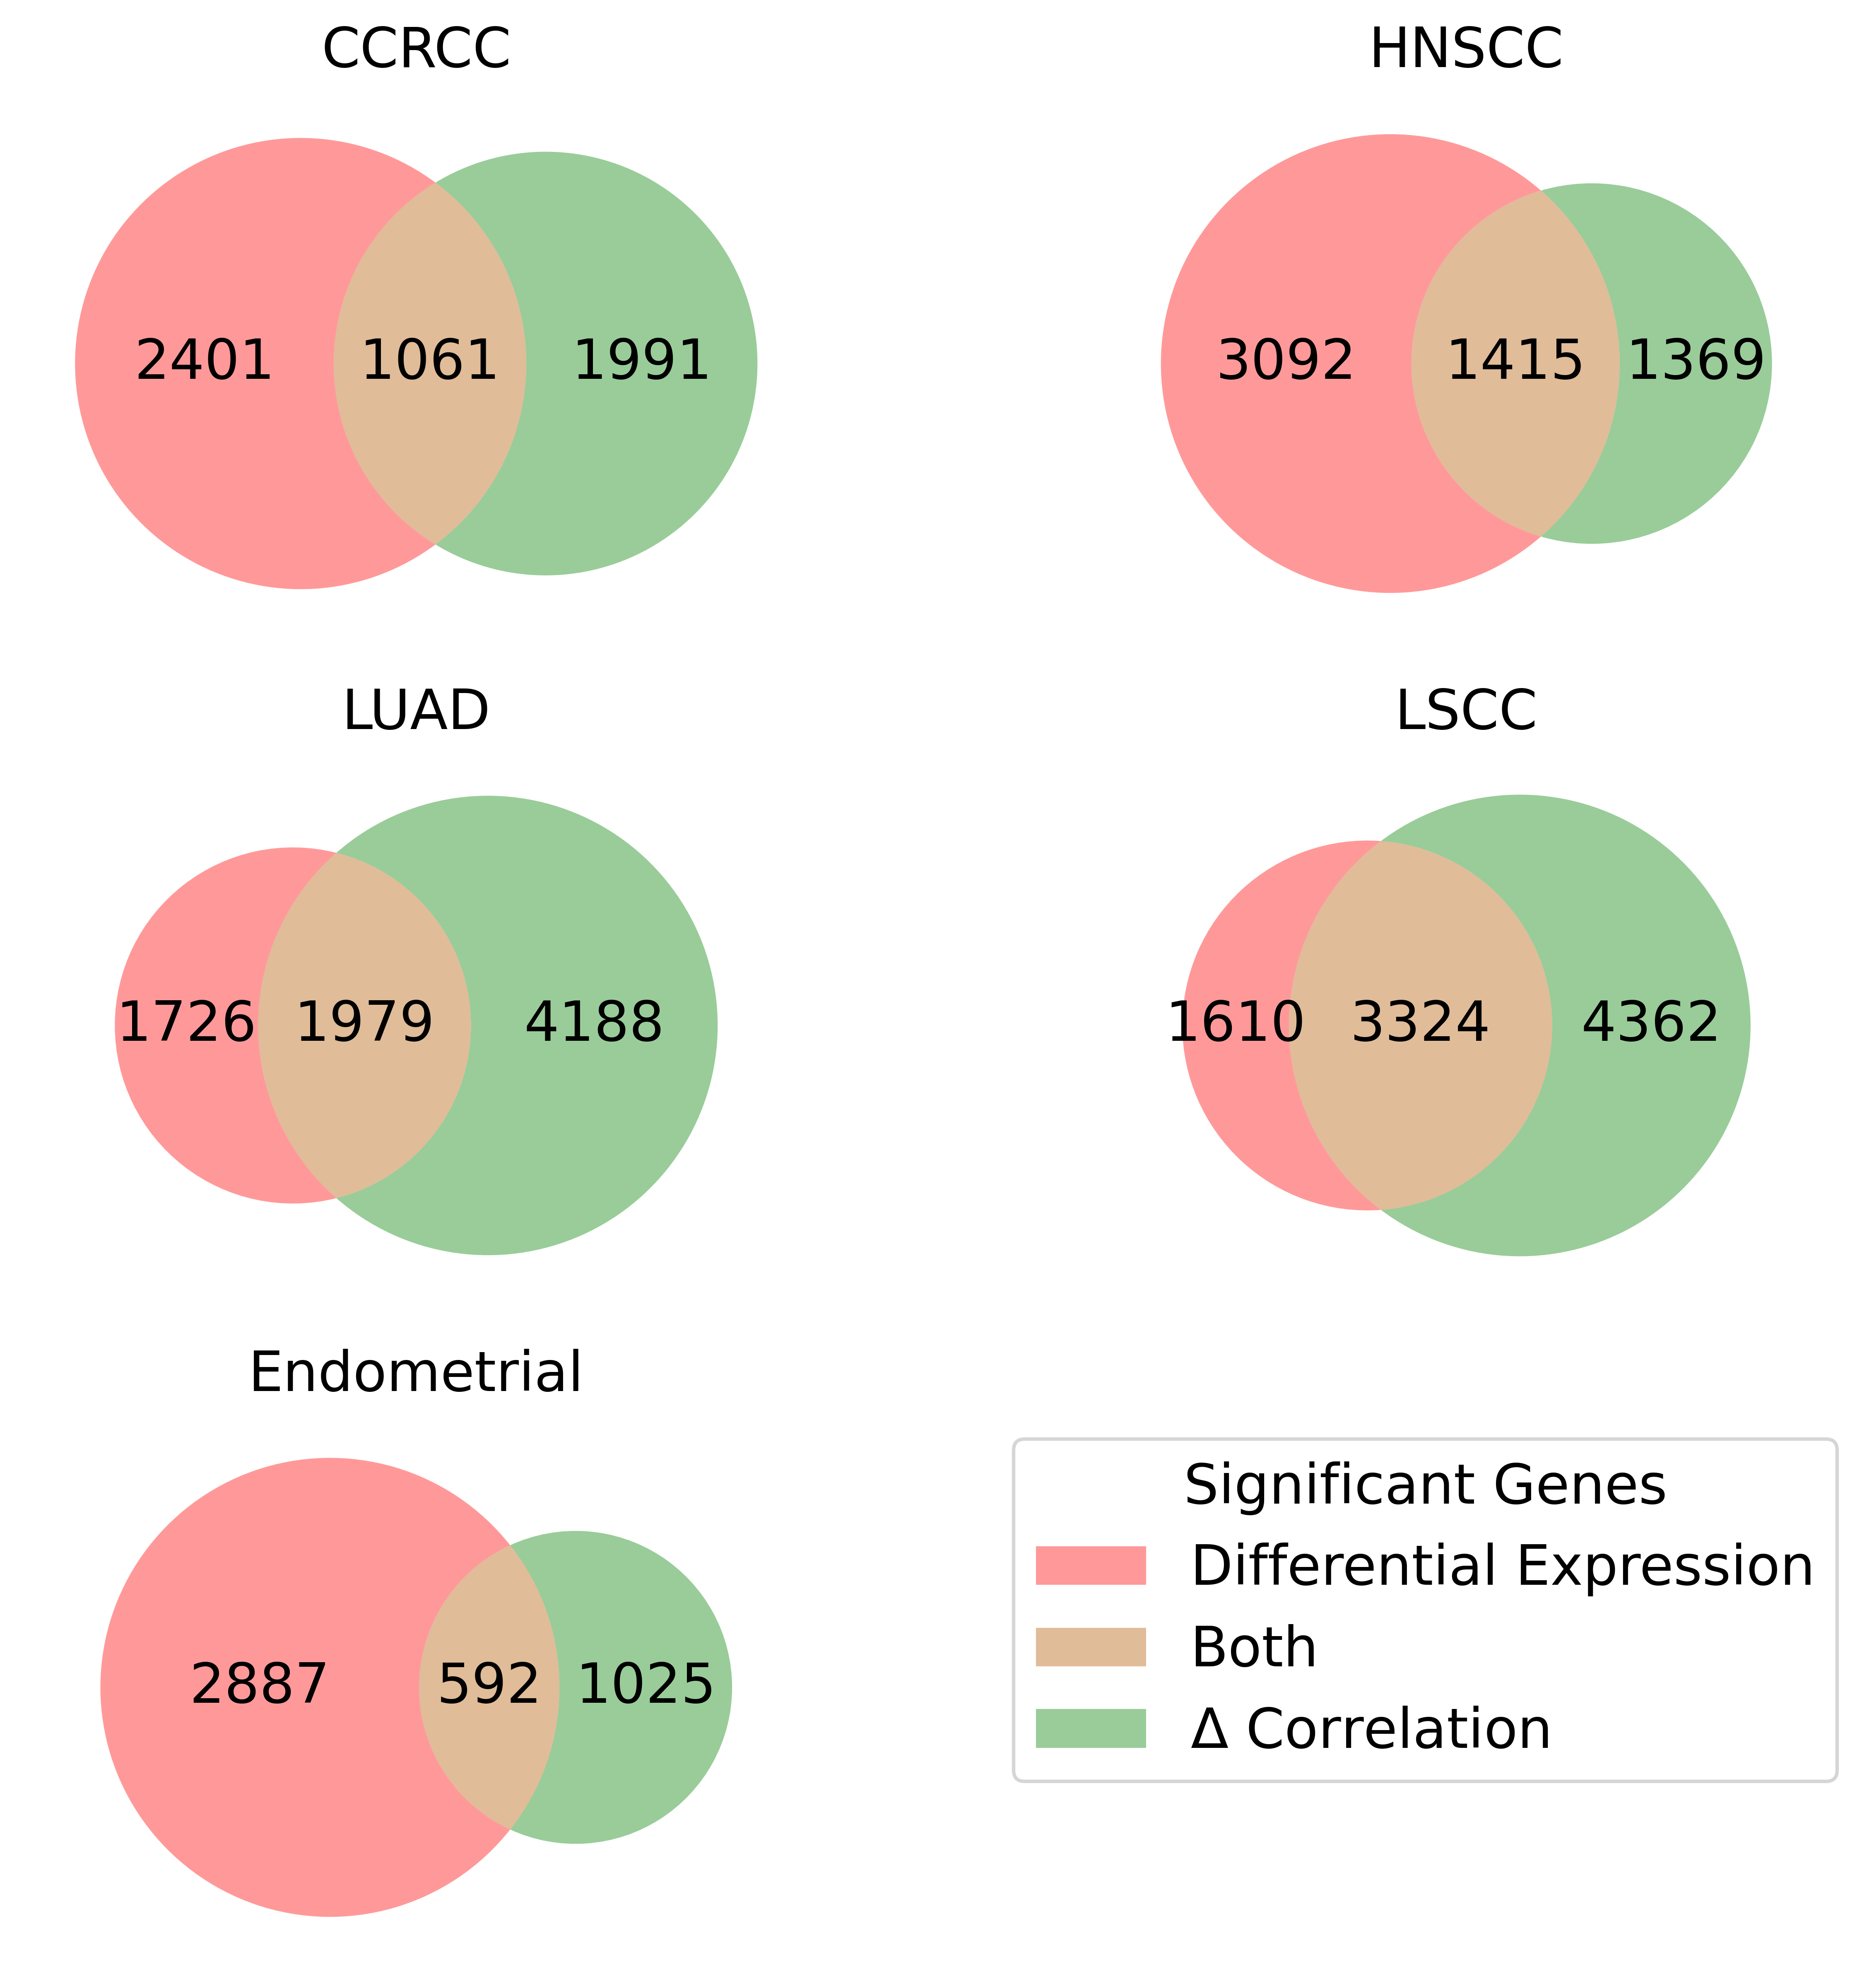 CCRCC
2401 1061 1991
HNSCC
3092 1415 1369
LUAD
1726 1979 4188
LSCC
1610 3324 4362
Endometrial
2887 592 1025
Significant Genes
Differential Expression
Both
Δ Correlation